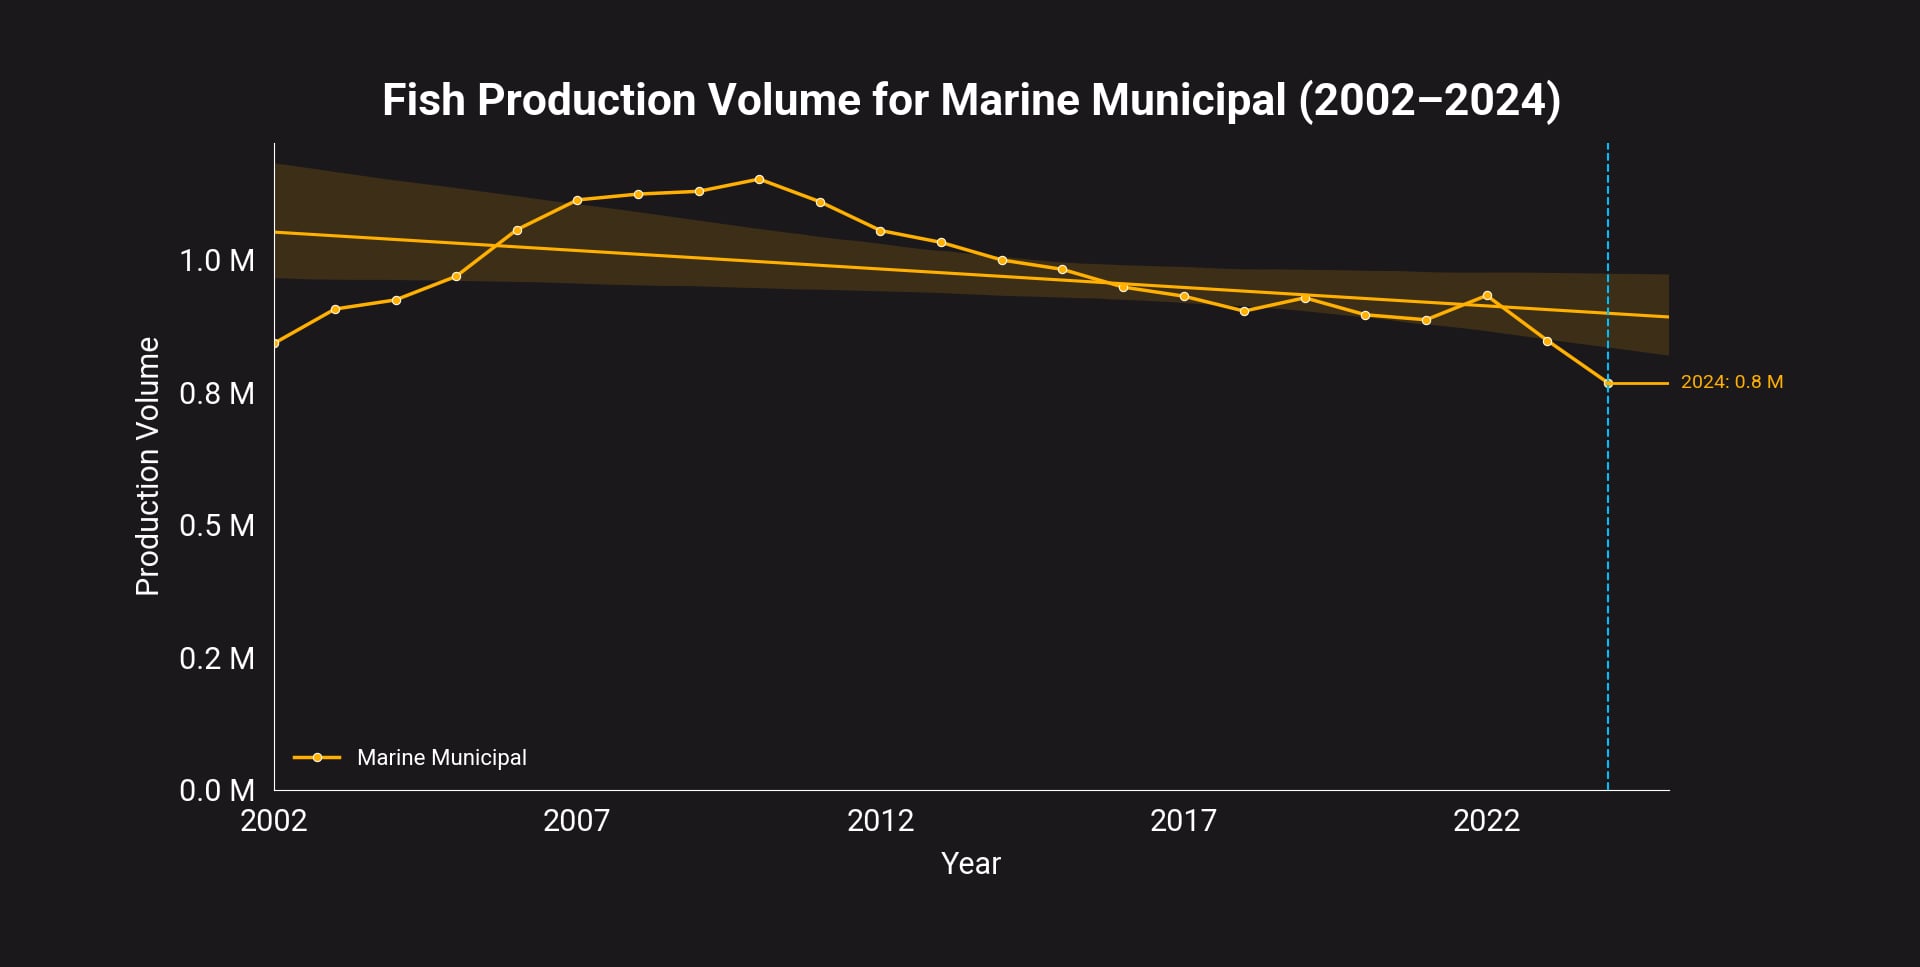 Fish Production Volume for Marine Municipal (2002–2024)
Production Volume
1.0 M
0.8 M
0.5 M
0.2 M
0.0 M
2024: 0.8 M
Marine Municipal
2002 2007 2012 2017 2022
Year